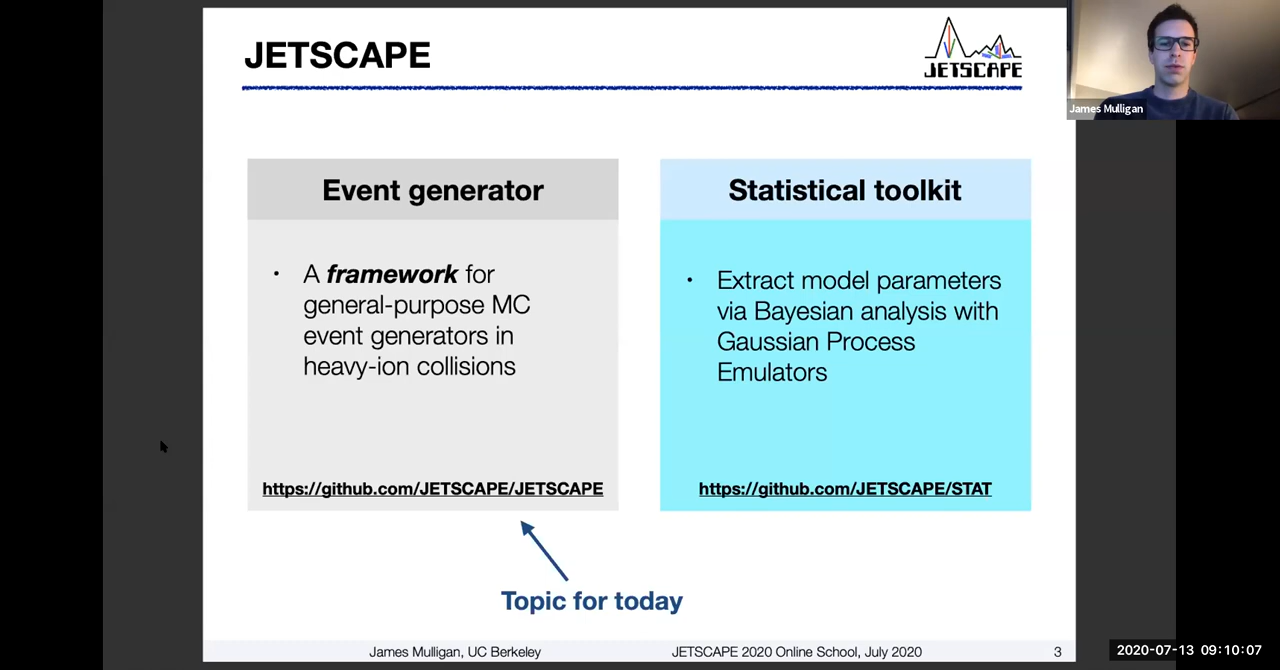 JETSCAPE
JETSCAPE
James Mulligan
Event generator
• A framework for
general-purpose MC
event generators in
heavy-ion collisions
https://github.com/JETSCAPE/JETSCAPE
Statistical toolkit
• Extract model parameters
via Bayesian analysis with
Gaussian Process
Emulators
https://github.com/JETSCAPE/STAT
Topic for today
James Mulligan, UC Berkeley
JETSCAPE 2020 Online School, July 2020
3
2020-07-13 09:10:07